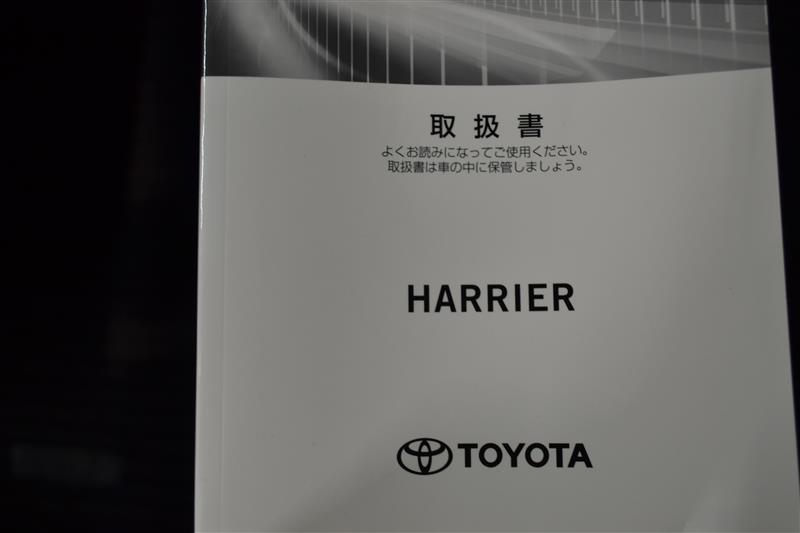 取扱書
よくお読みになってご使用ください。
取扱書は車の中に保管しましょう。
HARRIER
TOYOTA